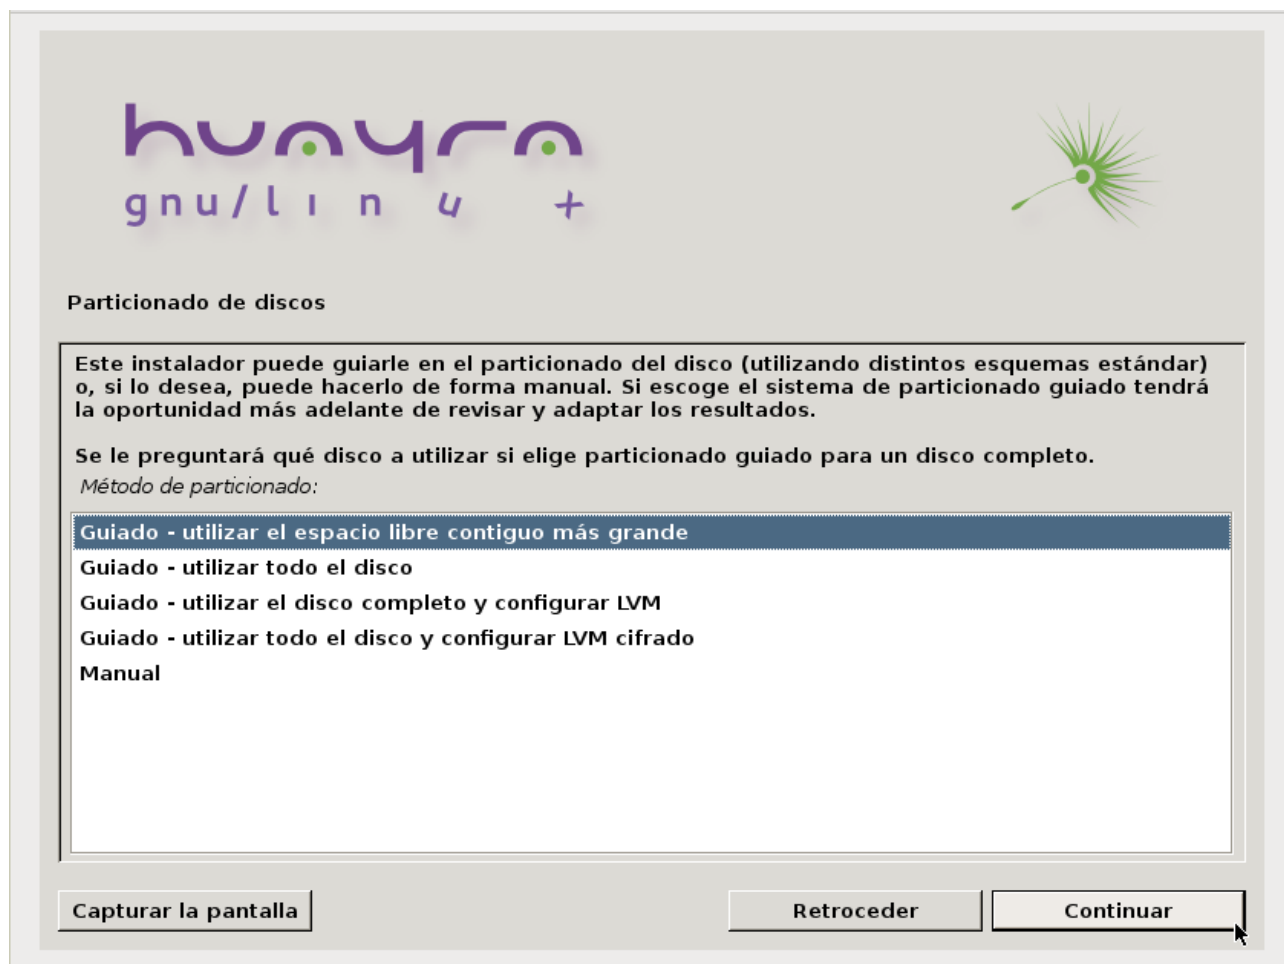 huayra
gnu/linux
Particionado de discos
Este instalador puede guiarle en el particionado del disco (utilizando distintos esquemas estándar)
o, si lo desea, puede hacerlo de forma manual. Si escoge el sistema de particionado guiado tendrá
la oportunidad más adelante de revisar y adaptar los resultados.
Se le preguntará qué disco a utilizar si elige particionado guiado para un disco completo.
Método de particionado:
Guiado - utilizar el espacio libre contiguo más grande
Guiado - utilizar todo el disco
Guiado - utilizar el disco completo y configurar LVM
Guiado - utilizar todo el disco y configurar LVM cifrado
Manual
Capturar la pantalla
Retroceder
Continuar